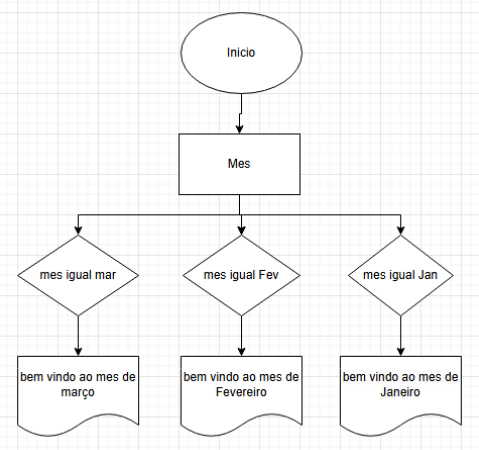 Inicio
Mes
mes igual mar
mes igual Fev
mes igual Jan
bem vindo ao mes de
março
bem vindo ao mes de
Fevereiro
bem vindo ao mes de
Janeiro